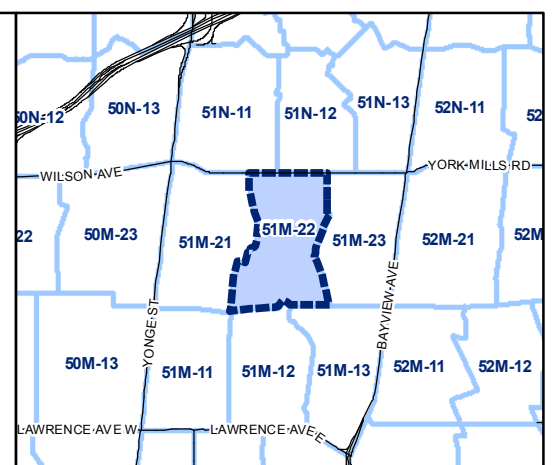 50N-12
50N-13
51N-11
51N-12
51N-13
52N-11
52
WILSON AVE
YORK MILLS RD
22
50M-23
51M-21
51M-22
51M-23
52M-21
52M
YONGE ST
BAYVIEW AVE
50M-13
51M-11
51M-12
51M-13
52M-11
52M-12
LAWRENCE AVE W
LAWRENCE AVE E